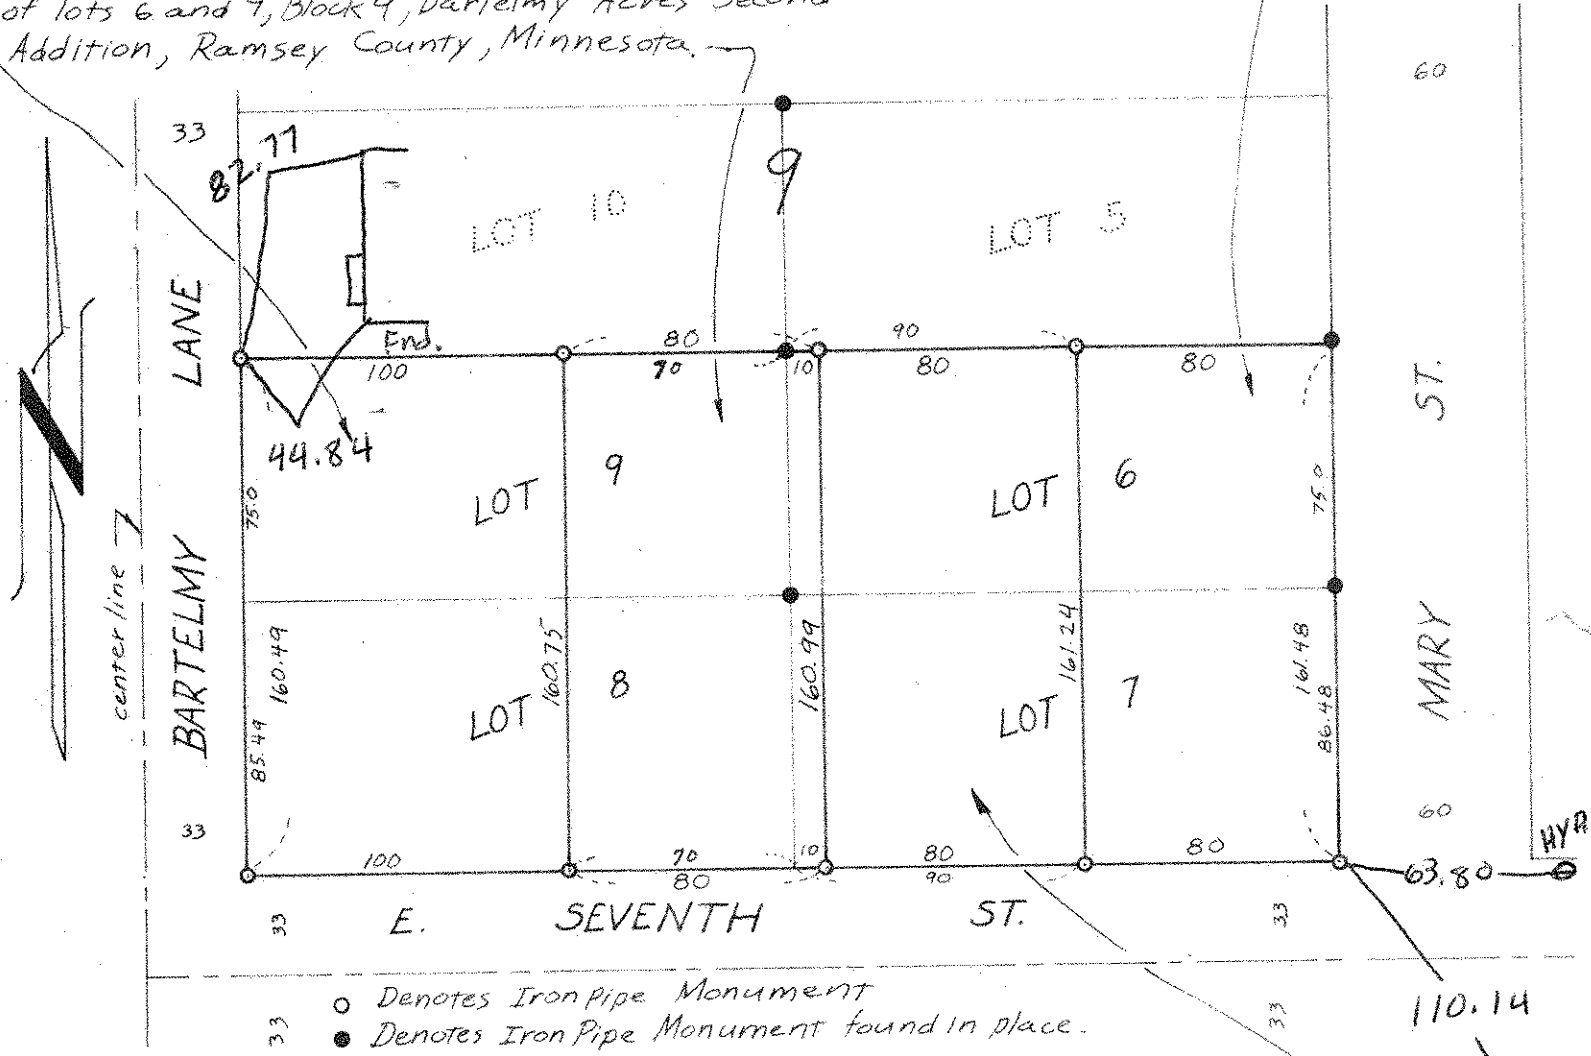 of lots 6 and 7, Block 4, Bartelmy Acres Second
Addition, Ramsey County, Minnesota.
60
33
82.77
9
LOT 10
LOT 5
LANE
ST.
End.
80
90
100
70
10
80
80
44.84
9
LOT
6
LOT
75.0
75.0
centerline
BARTELMY
160.49
160.75
160.99
161.24
161.48
MARY
8
LOT
7
LOT
85.49
86.48
33
60
HYD
100
70
10
80
80
80
90
63.80
33
E. SEVENTH ST.
33
Denotes Iron Pipe Monument
110.14
33
33
Denotes Iron Pipe Monument found in place.